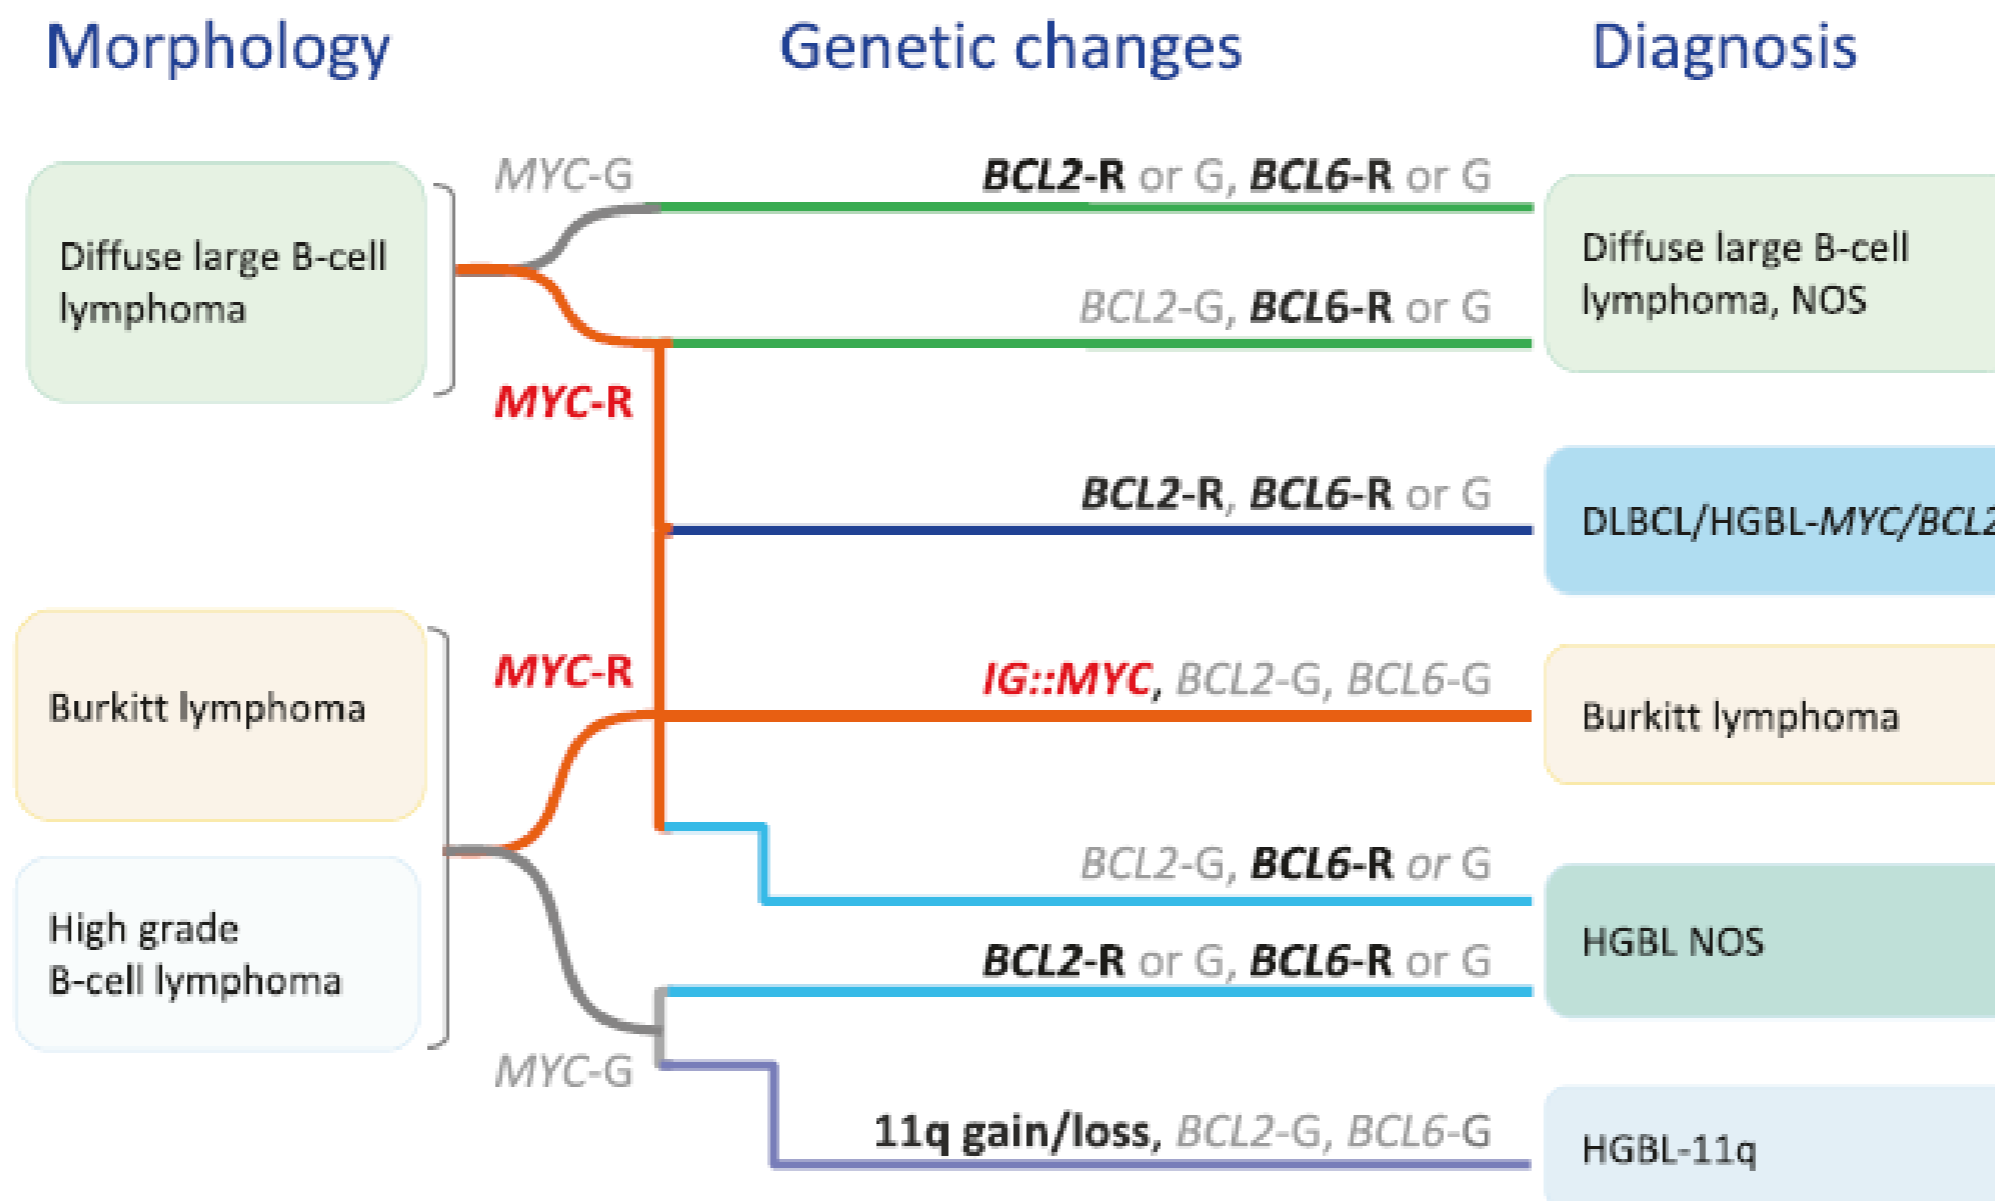 Morphology
Genetic changes
Diagnosis
MYC-G
BCL2-R or G, BCL6-R or G
Diffuse large B-cell
lymphoma
Diffuse large B-cell
lymphoma, NOS
BCL2-G, BCL6-R or G
MYC-R
BCL2-R, BCL6-R or G
DLBCL/HGBL-MYC/BCL2
MYC-R
IG::MYC, BCL2-G, BCL6-G
Burkitt lymphoma
Burkitt lymphoma
BCL2-G, BCL6-R or G
High grade
B-cell lymphoma
HGBL NOS
BCL2-R or G, BCL6-R or G
MYC-G
11q gain/loss, BCL2-G, BCL6-G
HGBL-11q